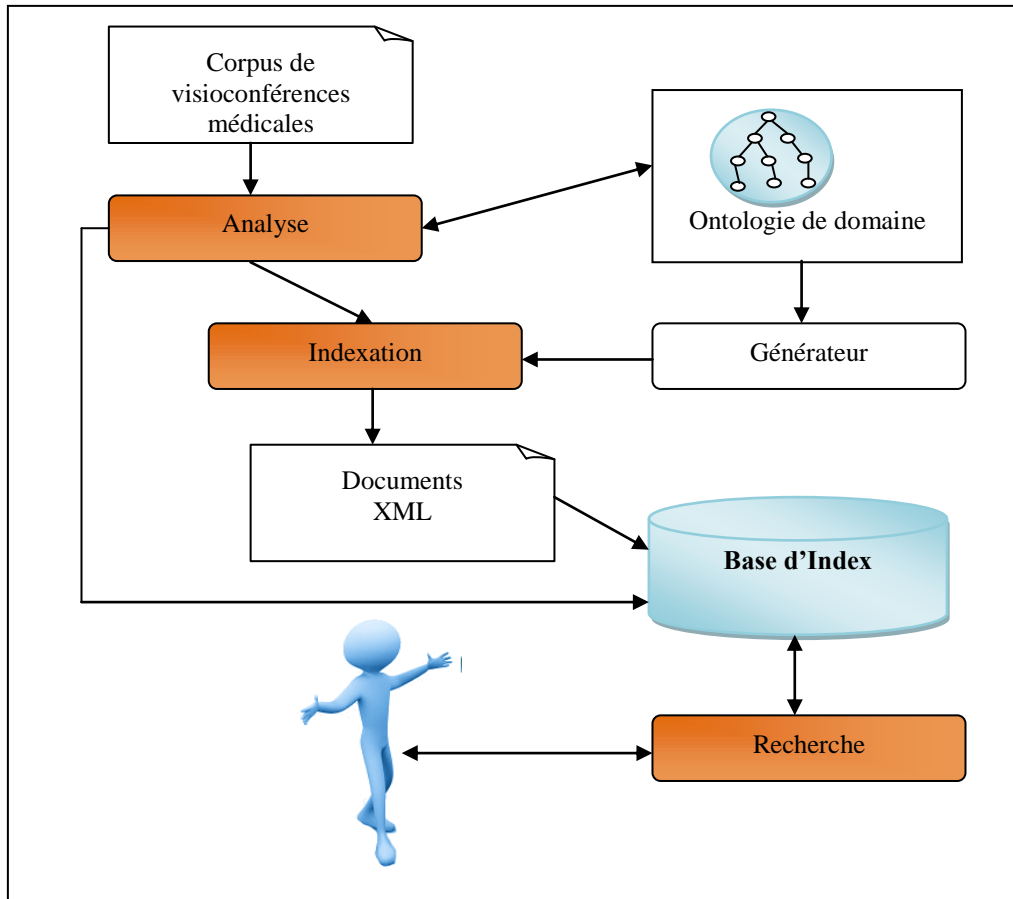 Corpus de
visioconférences
médicales
Ontologie de domaine
Analyse
Indexation
Générateur
Documents
XML
Base d’Index
Recherche